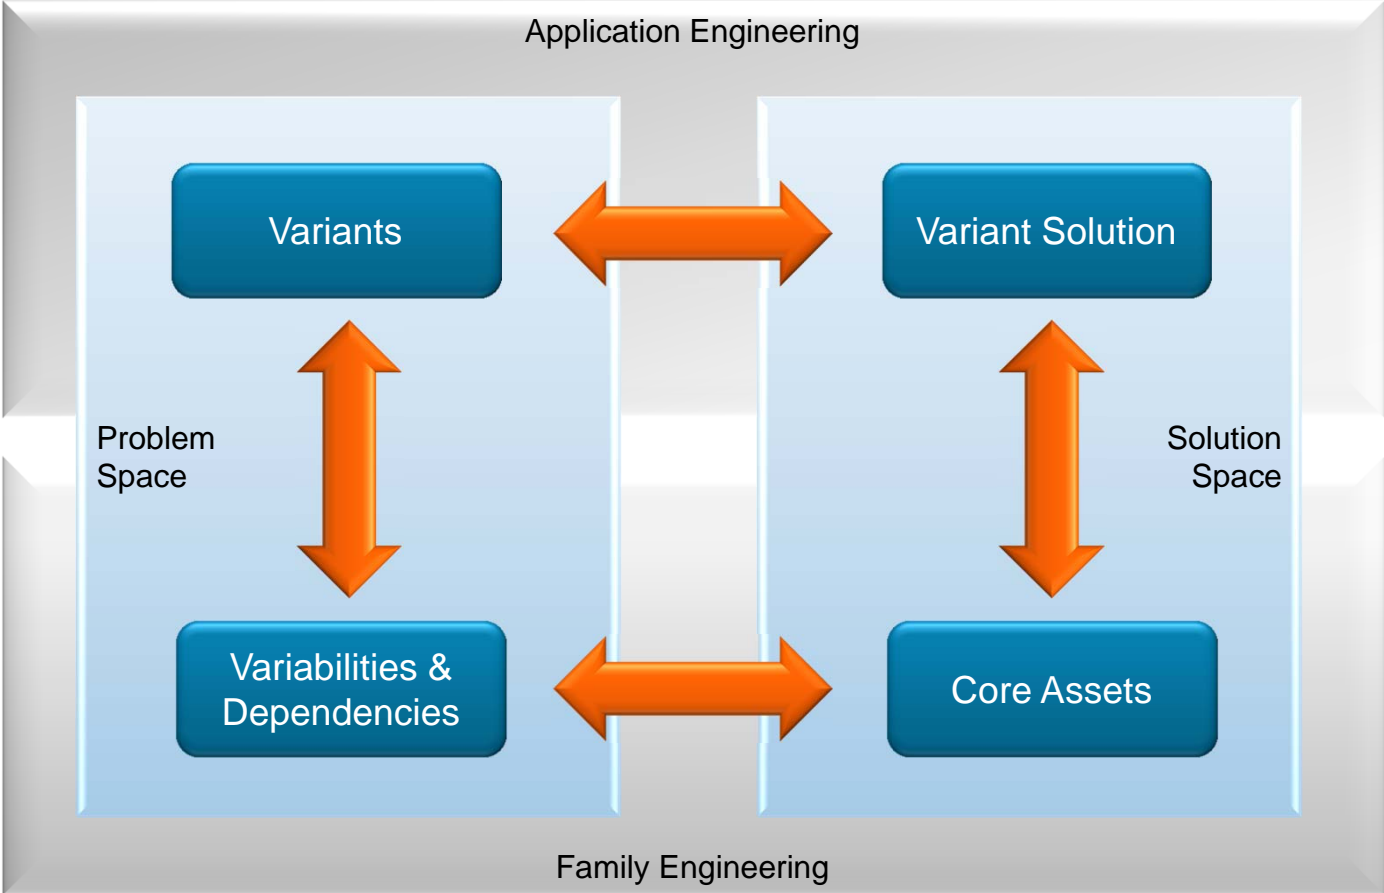 Application Engineering
Variants
Variant Solution
Problem
Space
Solution
Space
Variabilities &
Dependencies
Core Assets
Family Engineering